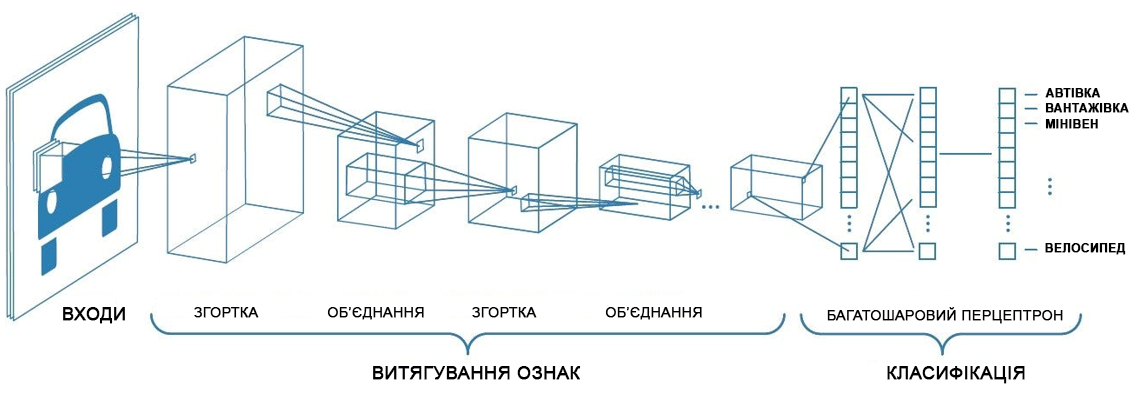 АВТІВКА
ВАНТАЖІВКА
МІНІВЕН
ВЕЛОСИПЕД
ВХОДИ
ЗГОРТКА
ОБ'ЄДНАННЯ
ЗГОРТКА
ОБ'ЄДНАННЯ
БАГАТОШАРОВИЙ ПЕРЦЕПТРОН
ВИТЯГУВАННЯ ОЗНАК
КЛАСИФІКАЦІЯ